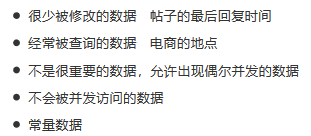 ● 很少被修改的数据 帖子的最后回复时间
● 经常被查询的数据 电商的地点
● 不是很重要的数据，允许出现偶尔并发的数据
● 不会被并发访问的数据
● 常量数据